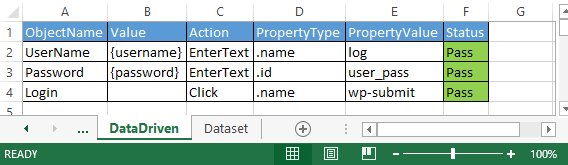 A B C D E F G
1 ObjectName Value Action PropertyType PropertyValue Status
2 UserName {username} EnterText .name log Pass
3 Password {password} EnterText .id user_pass Pass
4 Login Click .name wp-submit Pass
... DataDriven Dataset
READY 100%